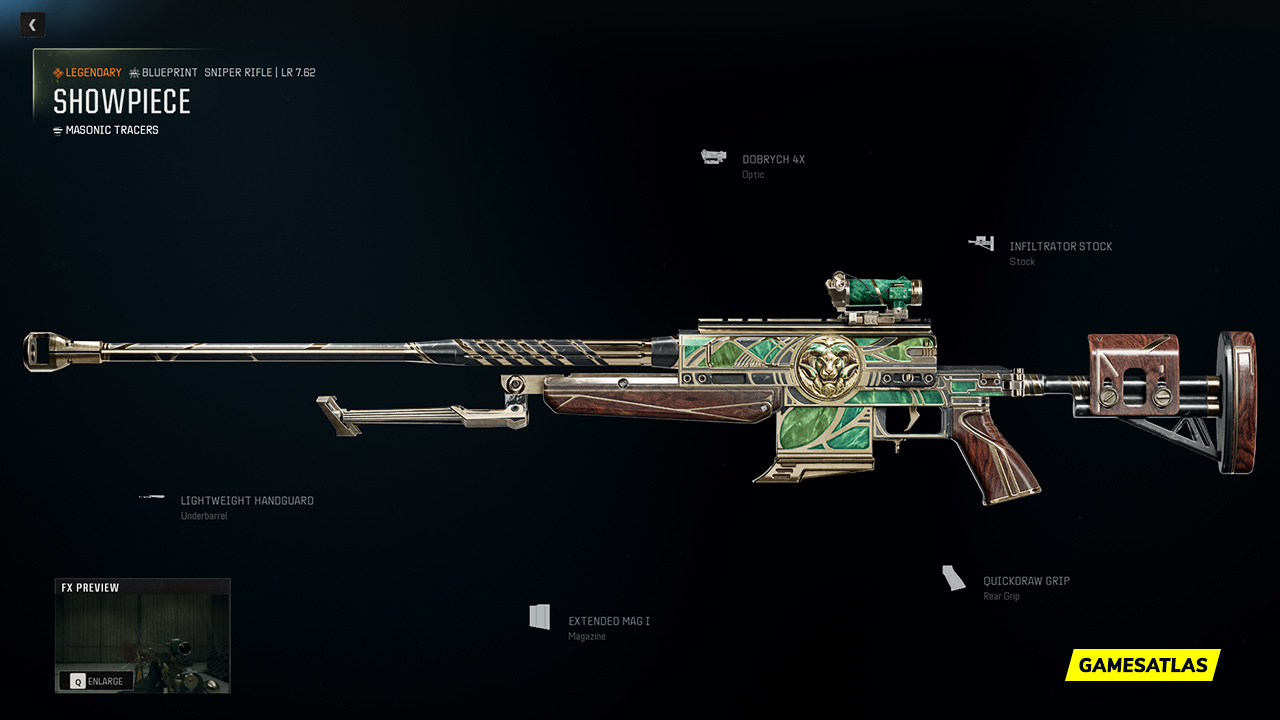 LEGENDARY BLUEPRINT SNIPER RIFLE | LR 7.62
SHOWPIECE
MASONIC TRACERS
DOBRYCH 4X
Optic
INFILTRATOR STOCK
Stock
LIGHTWEIGHT HANDGUARD
Underbarrel
QUICKDRAW GRIP
Rear Grip
EXTENDED MAG I
Magazine
FX PREVIEW
Q ENLARGE
GAMESATLAS